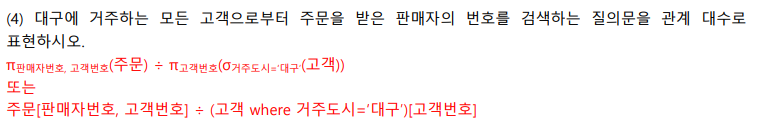 (4) 대구에 거주하는 모든 고객으로부터 주문을 받은 판매자의 번호를 검색하는 질의문을 관계 대수로
표현하시오.
π판매자번호, 고객번호(주문) ÷ π고객번호(σ거주도시=‘대구’(고객))
또는
주문[판매자번호, 고객번호] ÷ (고객 where 거주도시=‘대구’)[고객번호]